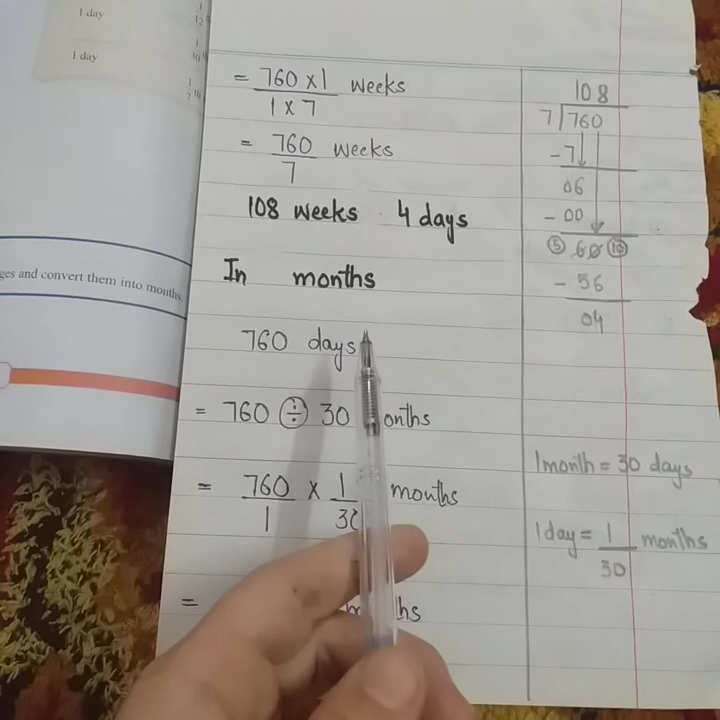 1 day
1 day
ges and convert them into months.
= 760 × 1 weeks
1 × 7
= 760 weeks
7
108 weeks 4 days
In months
760 days
= 760 ÷ 30 onths
= 760 × 1 months
1 30
=
108
7 760
-7
06
- 00
5 60 10
- 56
04
1 month = 30 days
1 day = 1 months
30